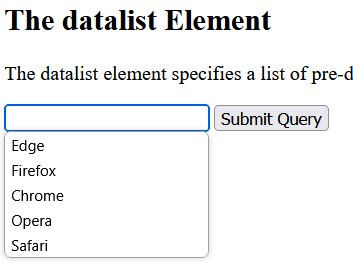 The datalist Element
The datalist element specifies a list of pre-d
Submit Query
Edge
Firefox
Chrome
Opera
Safari